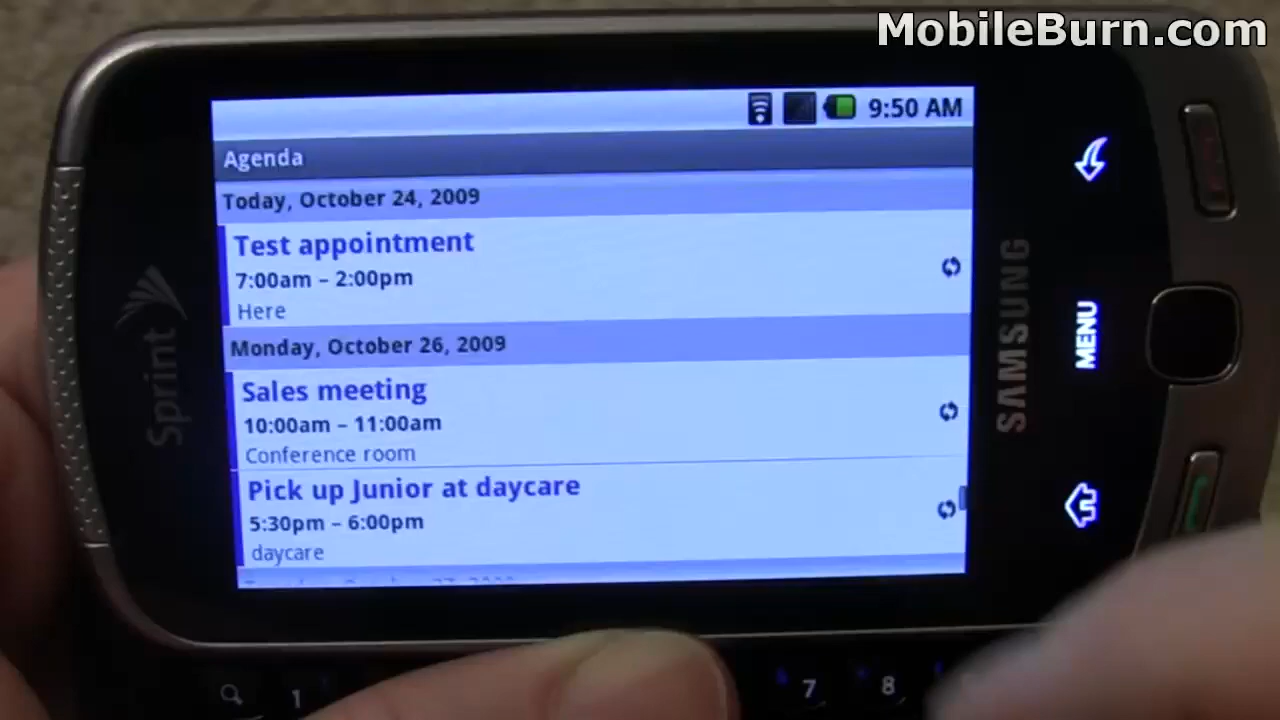 MobileBurn.com
9:50 AM
Agenda
Today, October 24, 2009
Test appointment
7:00am – 2:00pm
Here
Monday, October 26, 2009
Sales meeting
10:00am – 11:00am
Conference room
Pick up Junior at daycare
5:30pm – 6:00pm
daycare
Sprint
SAMSUNG
MENU
1
7
8